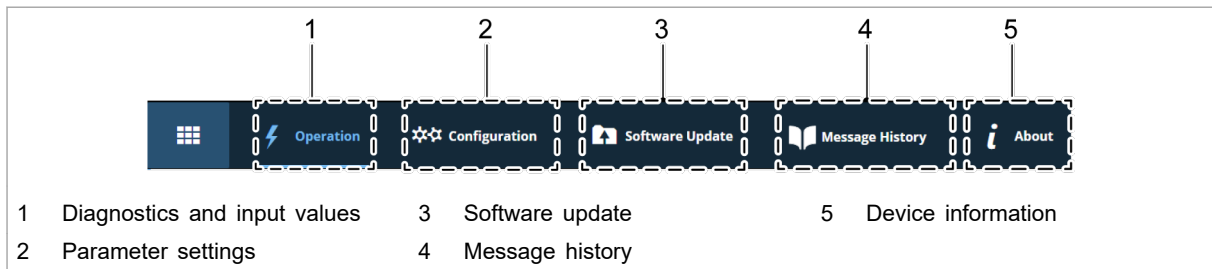 1 2 3 4 5
Operation Configuration Software Update Message History i About
1 Diagnostics and input values 3 Software update 5 Device information
2 Parameter settings 4 Message history